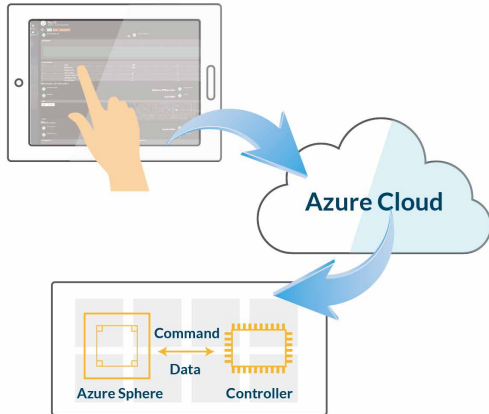 Azure Cloud
Command
Data
Azure Sphere
Controller